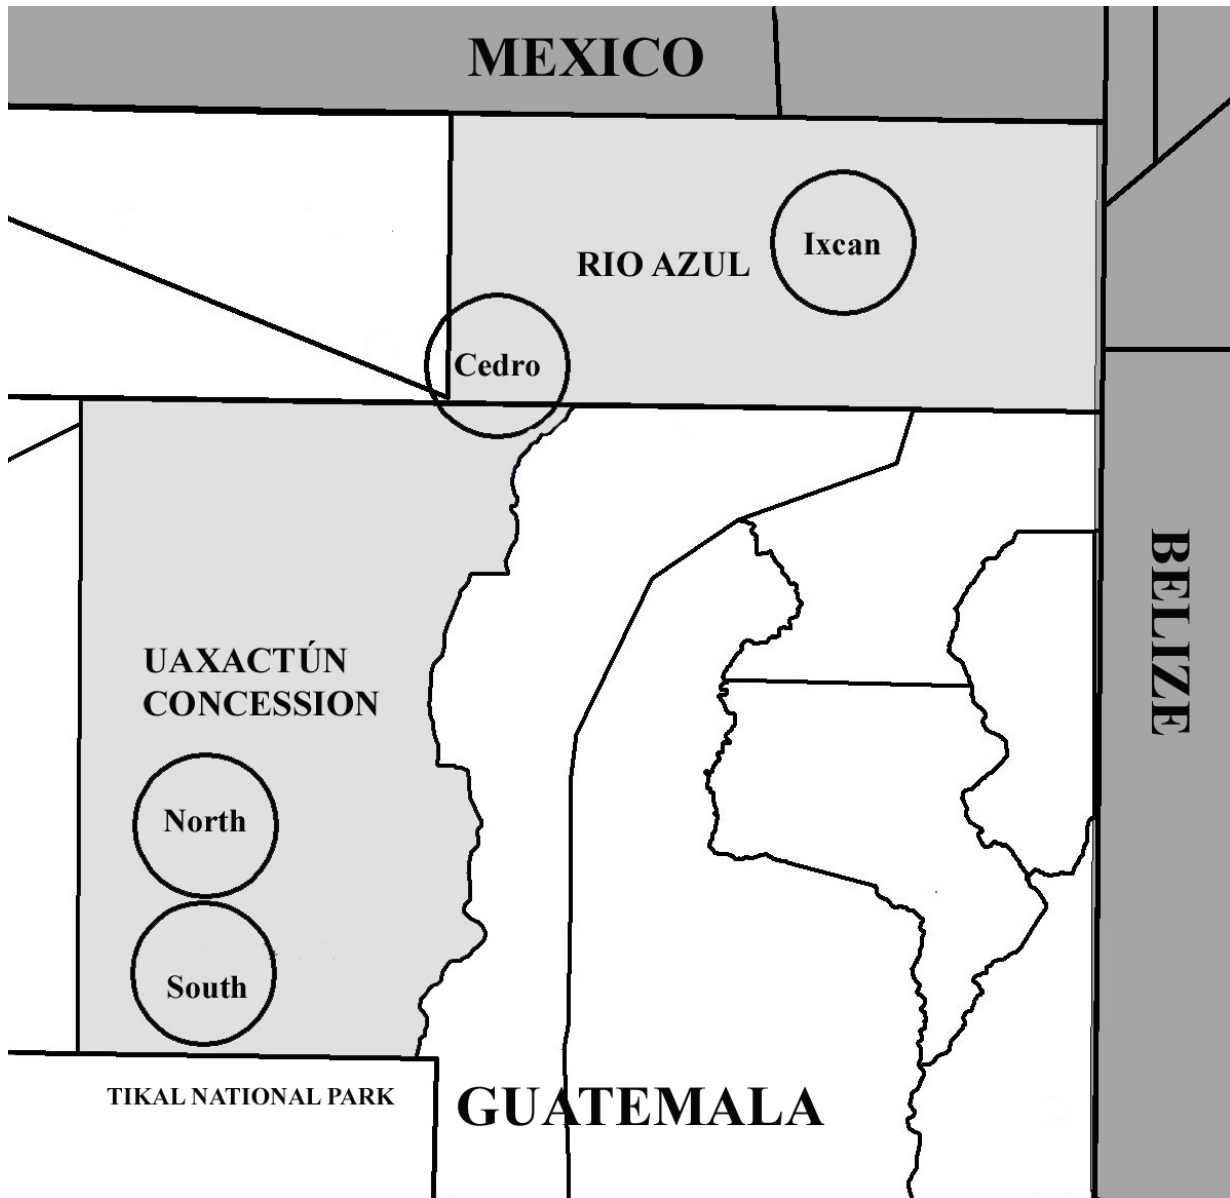 MEXICO
Ixcan
RIO AZUL
Cedro
BELIZE
UAXACTÚN
CONCESSION
North
South
TIKAL NATIONAL PARK
GUATEMALA